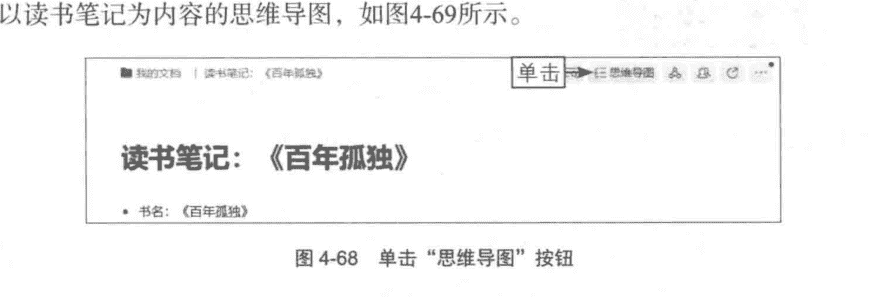 以读书笔记为内容的思维导图，如图4-69所示。
我的文档 | 读书笔记：《百年孤独》 单击 思维导图 ···
读书笔记：《百年孤独》
• 书名：《百年孤独》
图 4-68 单击“思维导图”按钮